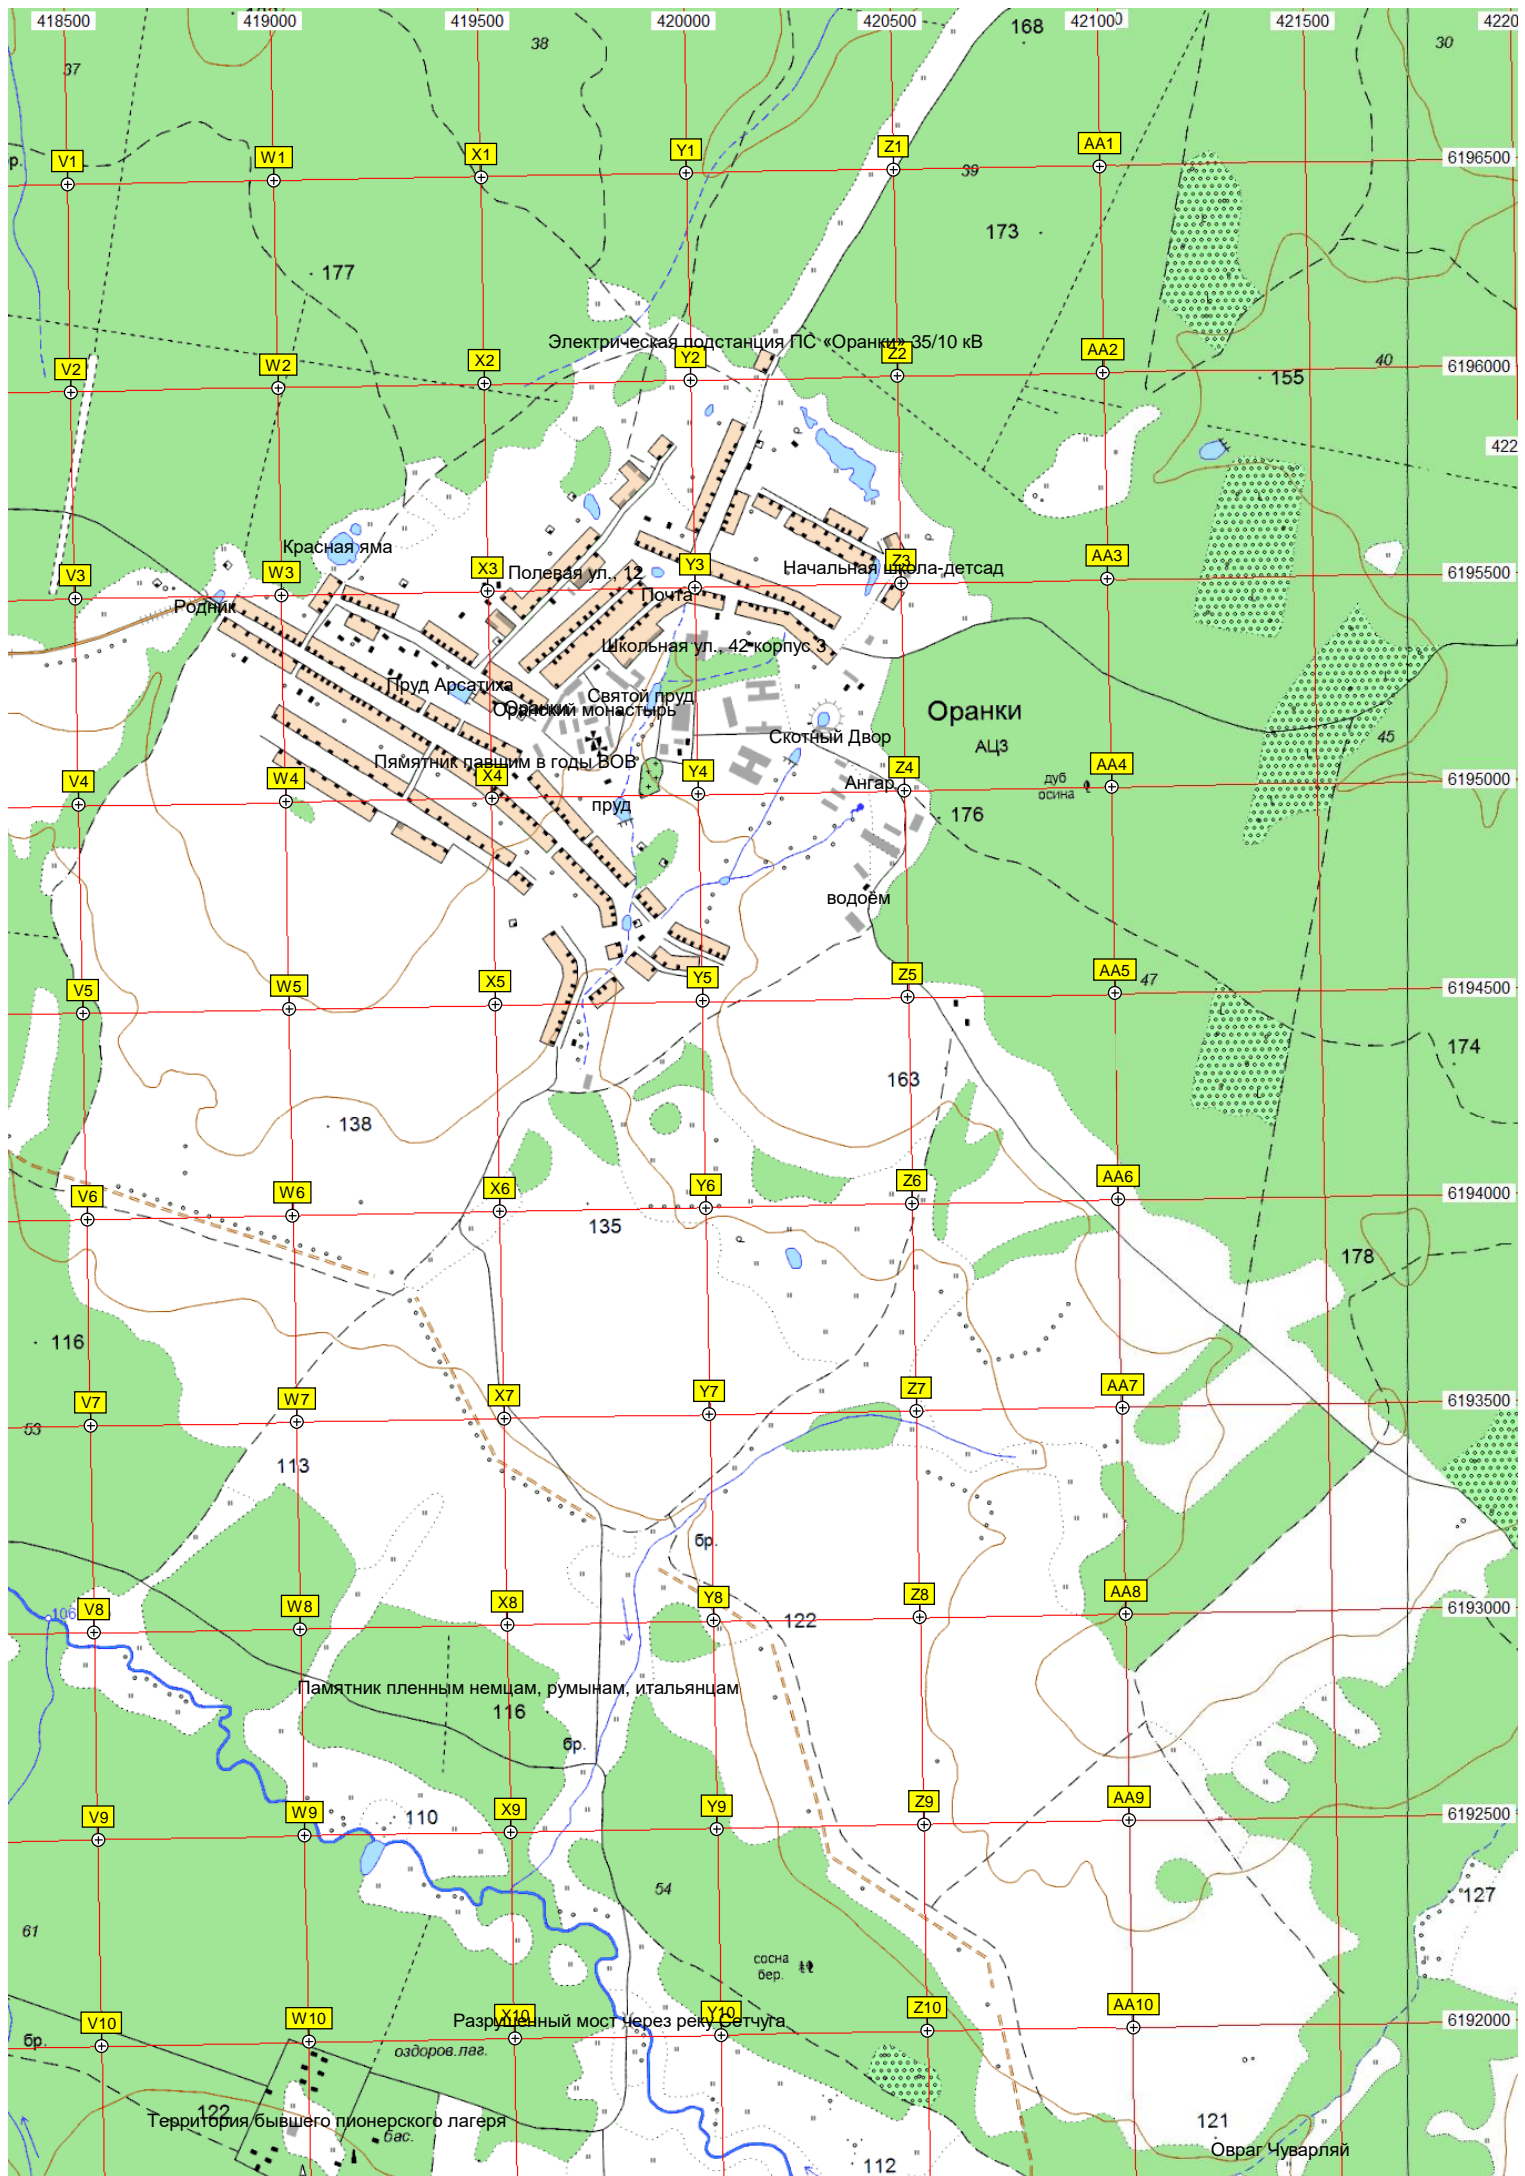 418500 419000 419500 420000 420500 421000 421500 4220
168
38
37
30
V1 W1 X1 Y1 Z1 AA1
6196500
р.
39
173
177
Электрическая подстанция ПС «Оранки» 35/10 кВ
V2 W2 X2 Y2 Z2 AA2
40
6196000
155
422
Красная яма
V3 W3 X3 Y3 Z3 AA3
6195500
Полевая ул., 12
Начальная школа-детсад
Почта
Родник
Школьная ул., 42 корпус 3
Пруд Арсатиха
Святой пруд
Оранки
Оранский монастырь
Оранки
АЦЗ
Скотный Двор
45
Пямятник павшим в годы ВОВ
V4 W4 X4 Y4 Z4 AA4
6195000
Ангар
дуб
осина
пруд
176
водоём
V5 W5 X5 Y5 Z5 AA5
47
6194500
174
163
138
V6 W6 X6 Y6 Z6 AA6
6194000
135
178
116
V7 W7 X7 Y7 Z7 AA7
6193500
53
113
бр.
V8 W8 X8 Y8 Z8 AA8
106
6193000
122
Памятник пленным немцам, румынам, итальянцам
116
бр.
V9 W9 X9 Y9 Z9 AA9
110
6192500
54
127
61
сосна
бер.
V10 W10 X10 Y10 Z10 AA10
Разрушенный мост через реку Сетчуга
6192000
бр.
оздоров.лаг.
122
Территория бывшего пионерского лагеря
бас.
121
Овраг Чуварляй
112